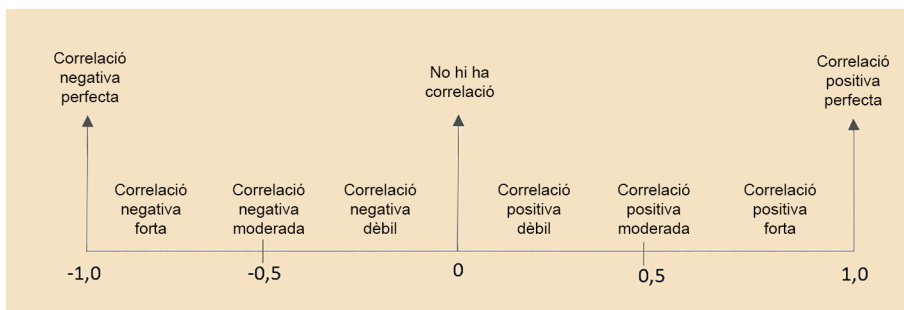 Correlació
negativa
perfecta
No hi ha
correlació
Correlació
positiva
perfecta
Correlació
negativa
forta
Correlació
negativa
moderada
Correlació
negativa
dèbil
Correlació
positiva
dèbil
Correlació
positiva
moderada
Correlació
positiva
forta
-1,0
-0,5
0
0,5
1,0